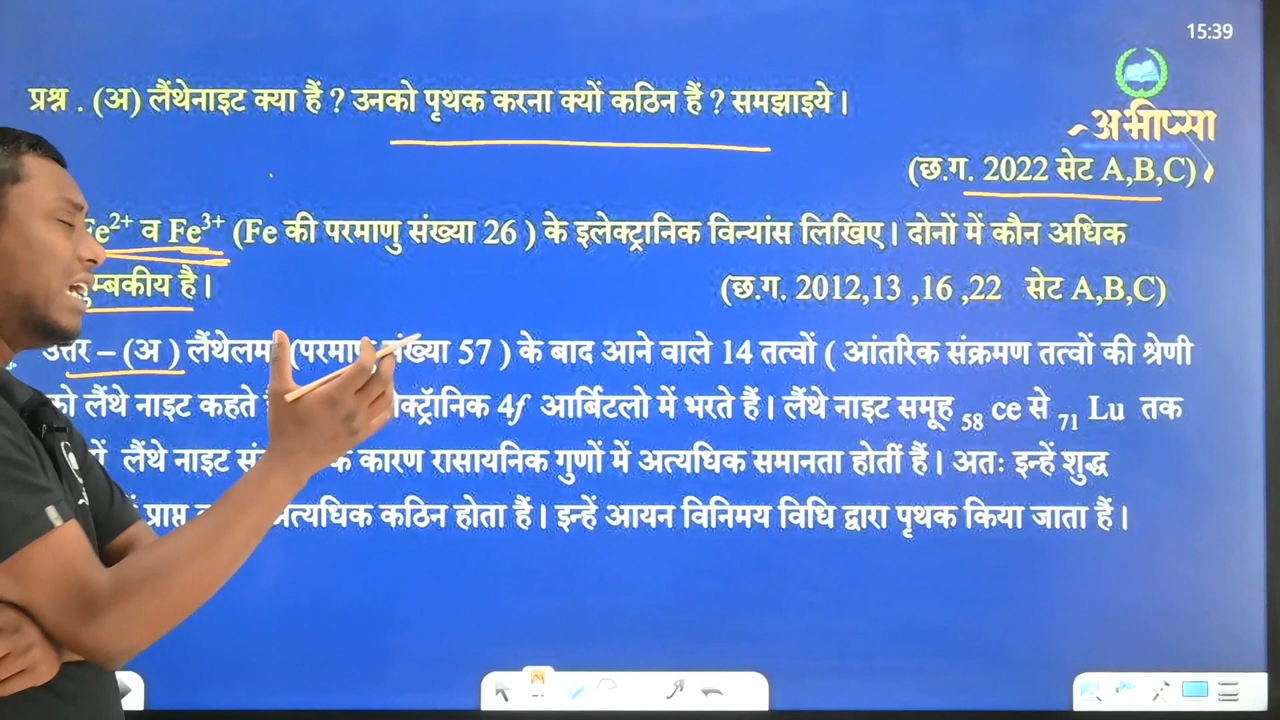 15:39
प्रश्न . (अ) लैंथेनाइट क्या हैं ? उनको पृथक करना क्यों कठिन हैं ? समझाइये।
अभीप्सा
(छ.ग. 2022 सेट A,B,C)
Fe2+ व Fe3+ (Fe की परमाणु संख्या 26 ) के इलेक्ट्रानिक विन्यांस लिखिए। दोनों में कौन अधिक
म्बकीय है।
(छ.ग. 2012,13 ,16 ,22 सेट A,B,C)
उत्तर – (अ ) लैंथेलम (परमाणु संख्या 57 ) के बाद आने वाले 14 तत्वों ( आंतरिक संक्रमण तत्वों की श्रेणी
को लैंथे नाइट कहते क्ट्रॉनिक 4f आर्बिटलो में भरते हैं। लैंथे नाइट समूह 58 ce से 71 Lu तक
लैंथे नाइट के कारण रासायनिक गुणों में अत्यधिक समानता होतीं हैं। अतः इन्हें शुद्ध
प्राप्त अत्यधिक कठिन होता हैं। इन्हें आयन विनिमय विधि द्वारा पृथक किया जाता हैं।